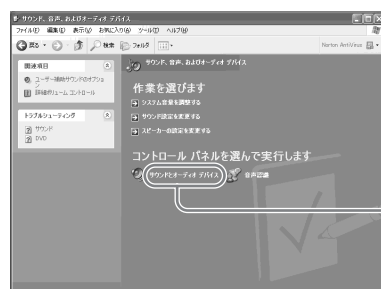 サウンド、音声、およびオーディオ デバイス
ファイル(F) 編集(E) 表示(V) お気に入り(A) ツール(T) ヘルプ(H)
戻る 検索 フォルダ Norton AntiVirus
関連項目
ユーザー補助サウンドのオプション
詳細ボリューム コントロール
トラブルシューティング
サウンド
DVD
サウンド、音声、およびオーディオ デバイス
作業を選びます
システム音量を調整する
サウンド設定を変更する
スピーカーの設定を変更する
コントロール パネルを選んで実行します
サウンドとオーディオ デバイス 音声認識